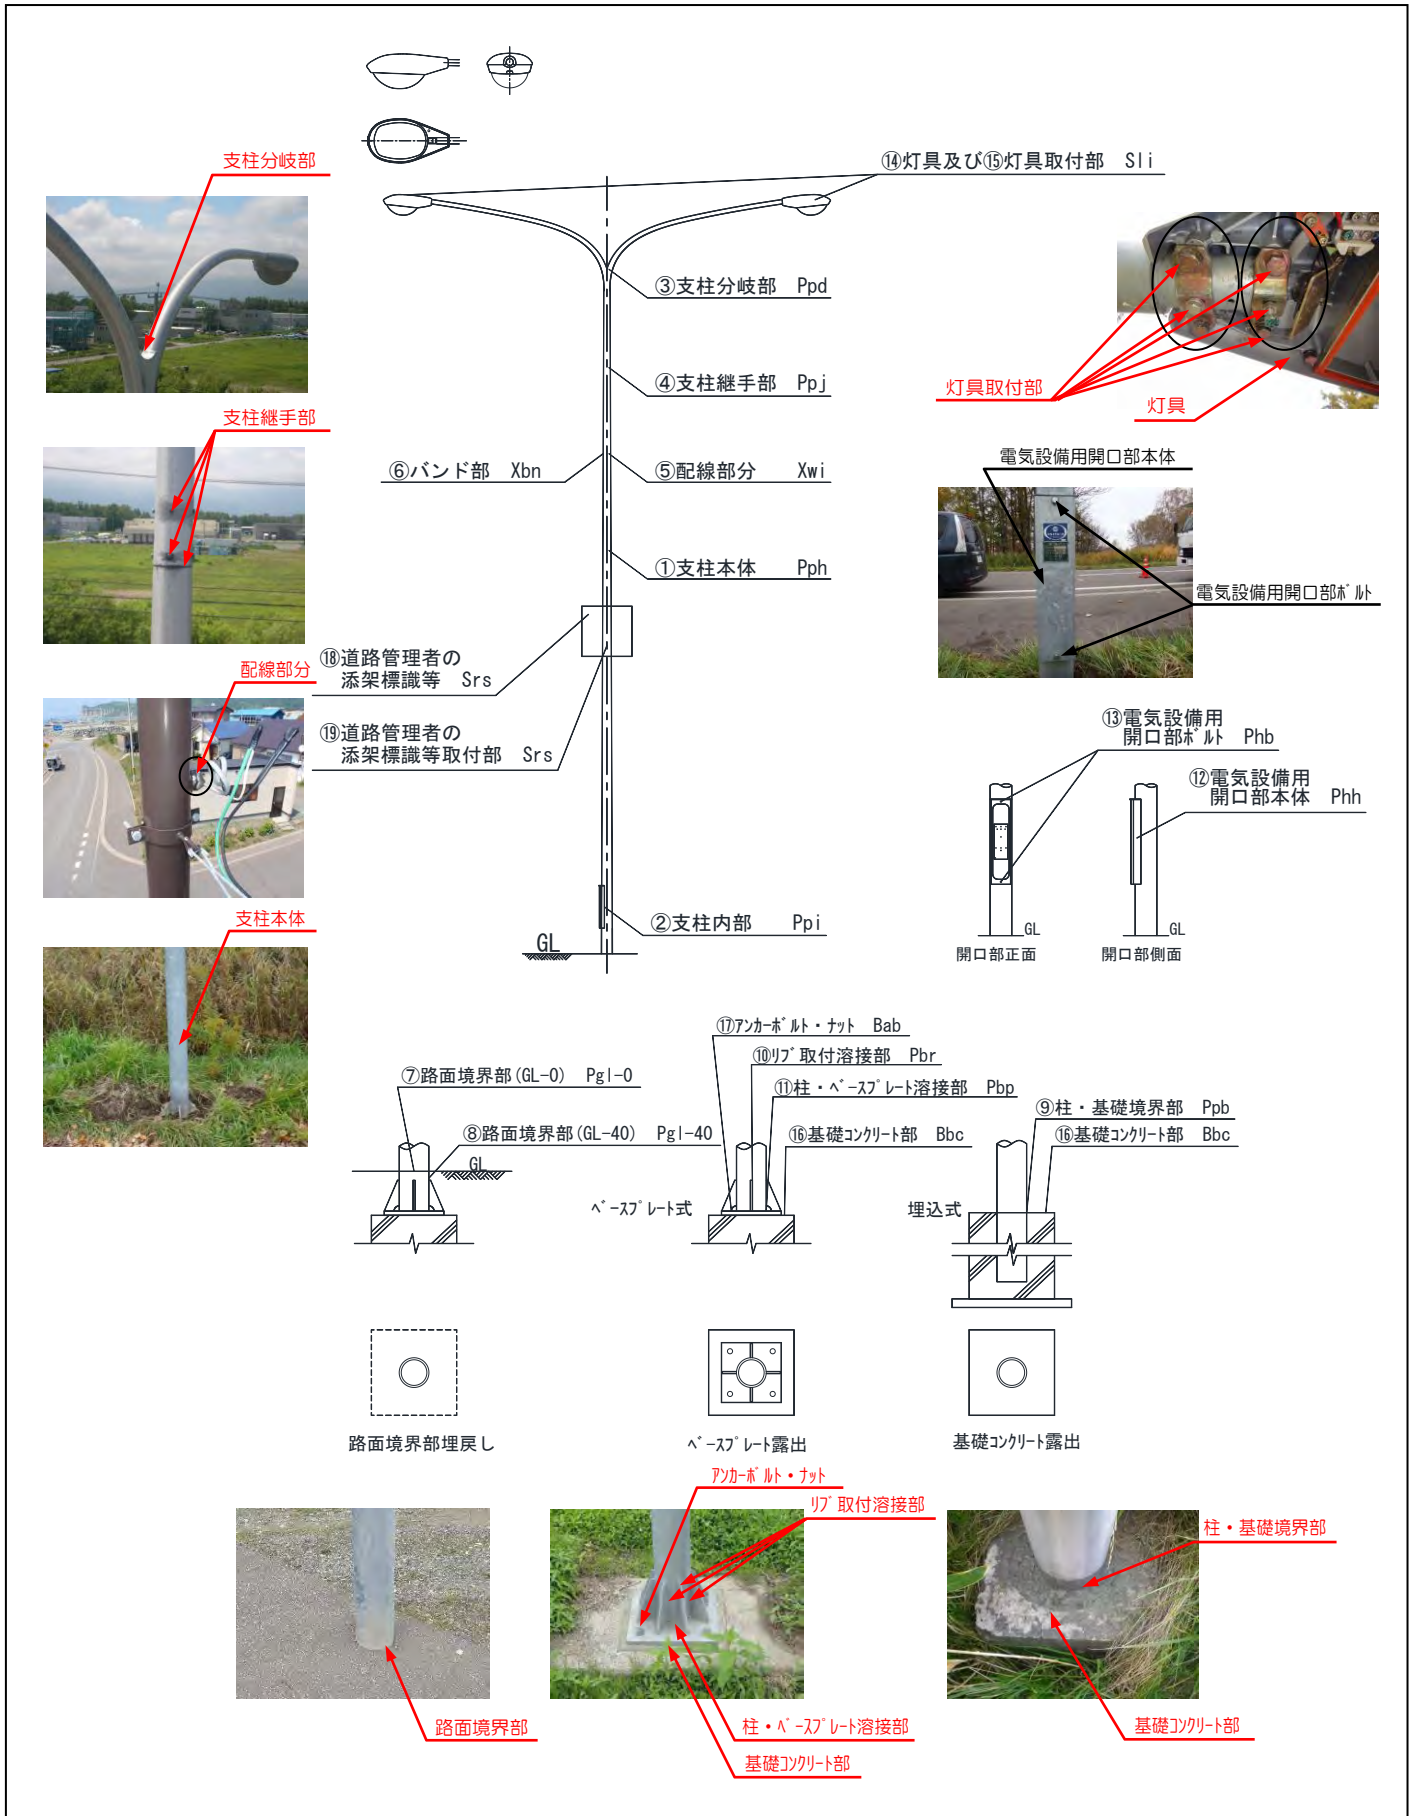 支柱分岐部
⑭灯具及び⑮灯具取付部 Sli
③支柱分岐部 Ppd
④支柱継手部 Ppj
灯具取付部
灯具
支柱継手部
⑥バンド部 Xbn
⑤配線部分 Xwi
電気設備用開口部本体
①支柱本体 Pph
電気設備用開口部ボルト
配線部分
⑱道路管理者の
添架標識等 Srs
⑲道路管理者の
添架標識等取付部 Srs
⑬電気設備用
開口部ボルト Phb
⑫電気設備用
開口部本体 Phh
支柱本体
②支柱内部 Ppi
GL
GL
GL
開口部正面
開口部側面
⑰アンカーボルト・ナット Bab
⑩リブ取付溶接部 Pbr
⑦路面境界部(GL-0) Pgl-0
⑪柱・ベースプレート溶接部 Pbp
⑨柱・基礎境界部 Ppb
⑧路面境界部(GL-40) Pgl-40
⑯基礎コンクリート部 Bbc
⑯基礎コンクリート部 Bbc
GL
ベースプレート式
埋込式
路面境界部埋戻し
ベースプレート露出
基礎コンクリート露出
アンカーボルト・ナット
リブ取付溶接部
柱・基礎境界部
路面境界部
柱・ベースプレート溶接部
基礎コンクリート部
基礎コンクリート部